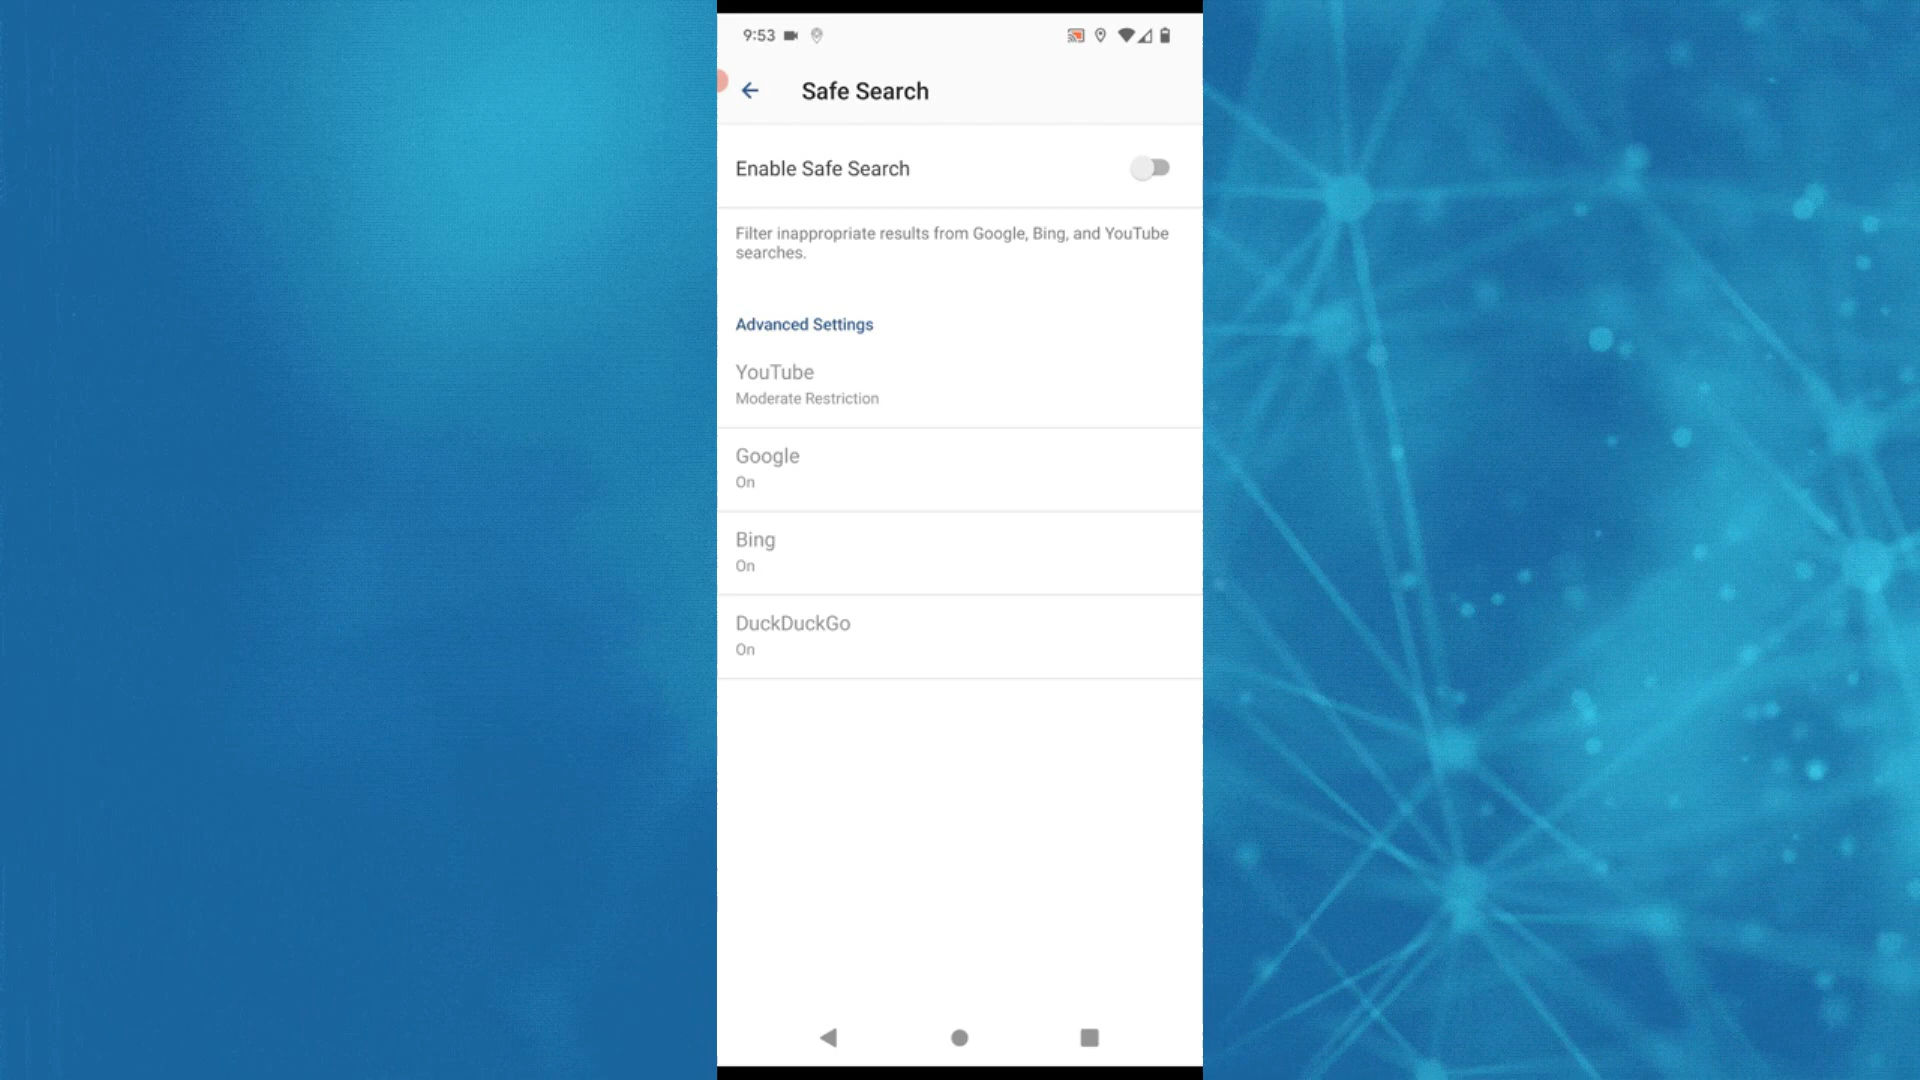 9:53
Safe Search
Enable Safe Search
Filter inappropriate results from Google, Bing, and YouTube
searches.
Advanced Settings
YouTube
Moderate Restriction
Google
On
Bing
On
DuckDuckGo
On